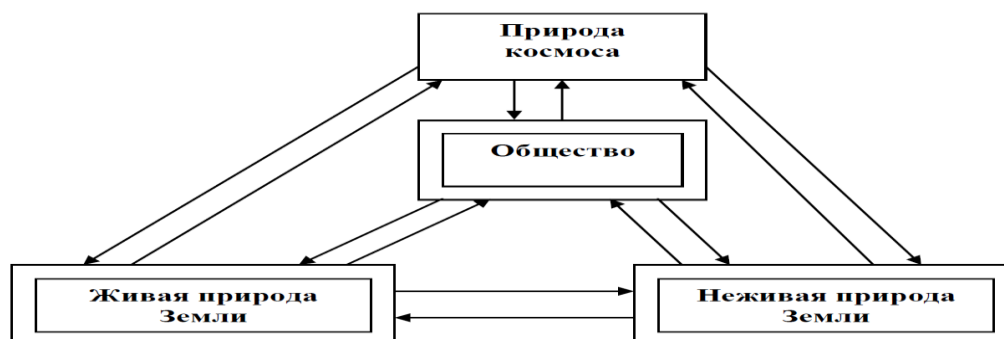 Природа
космоса
Общество
Живая природа
Земли
Неживая природа
Земли